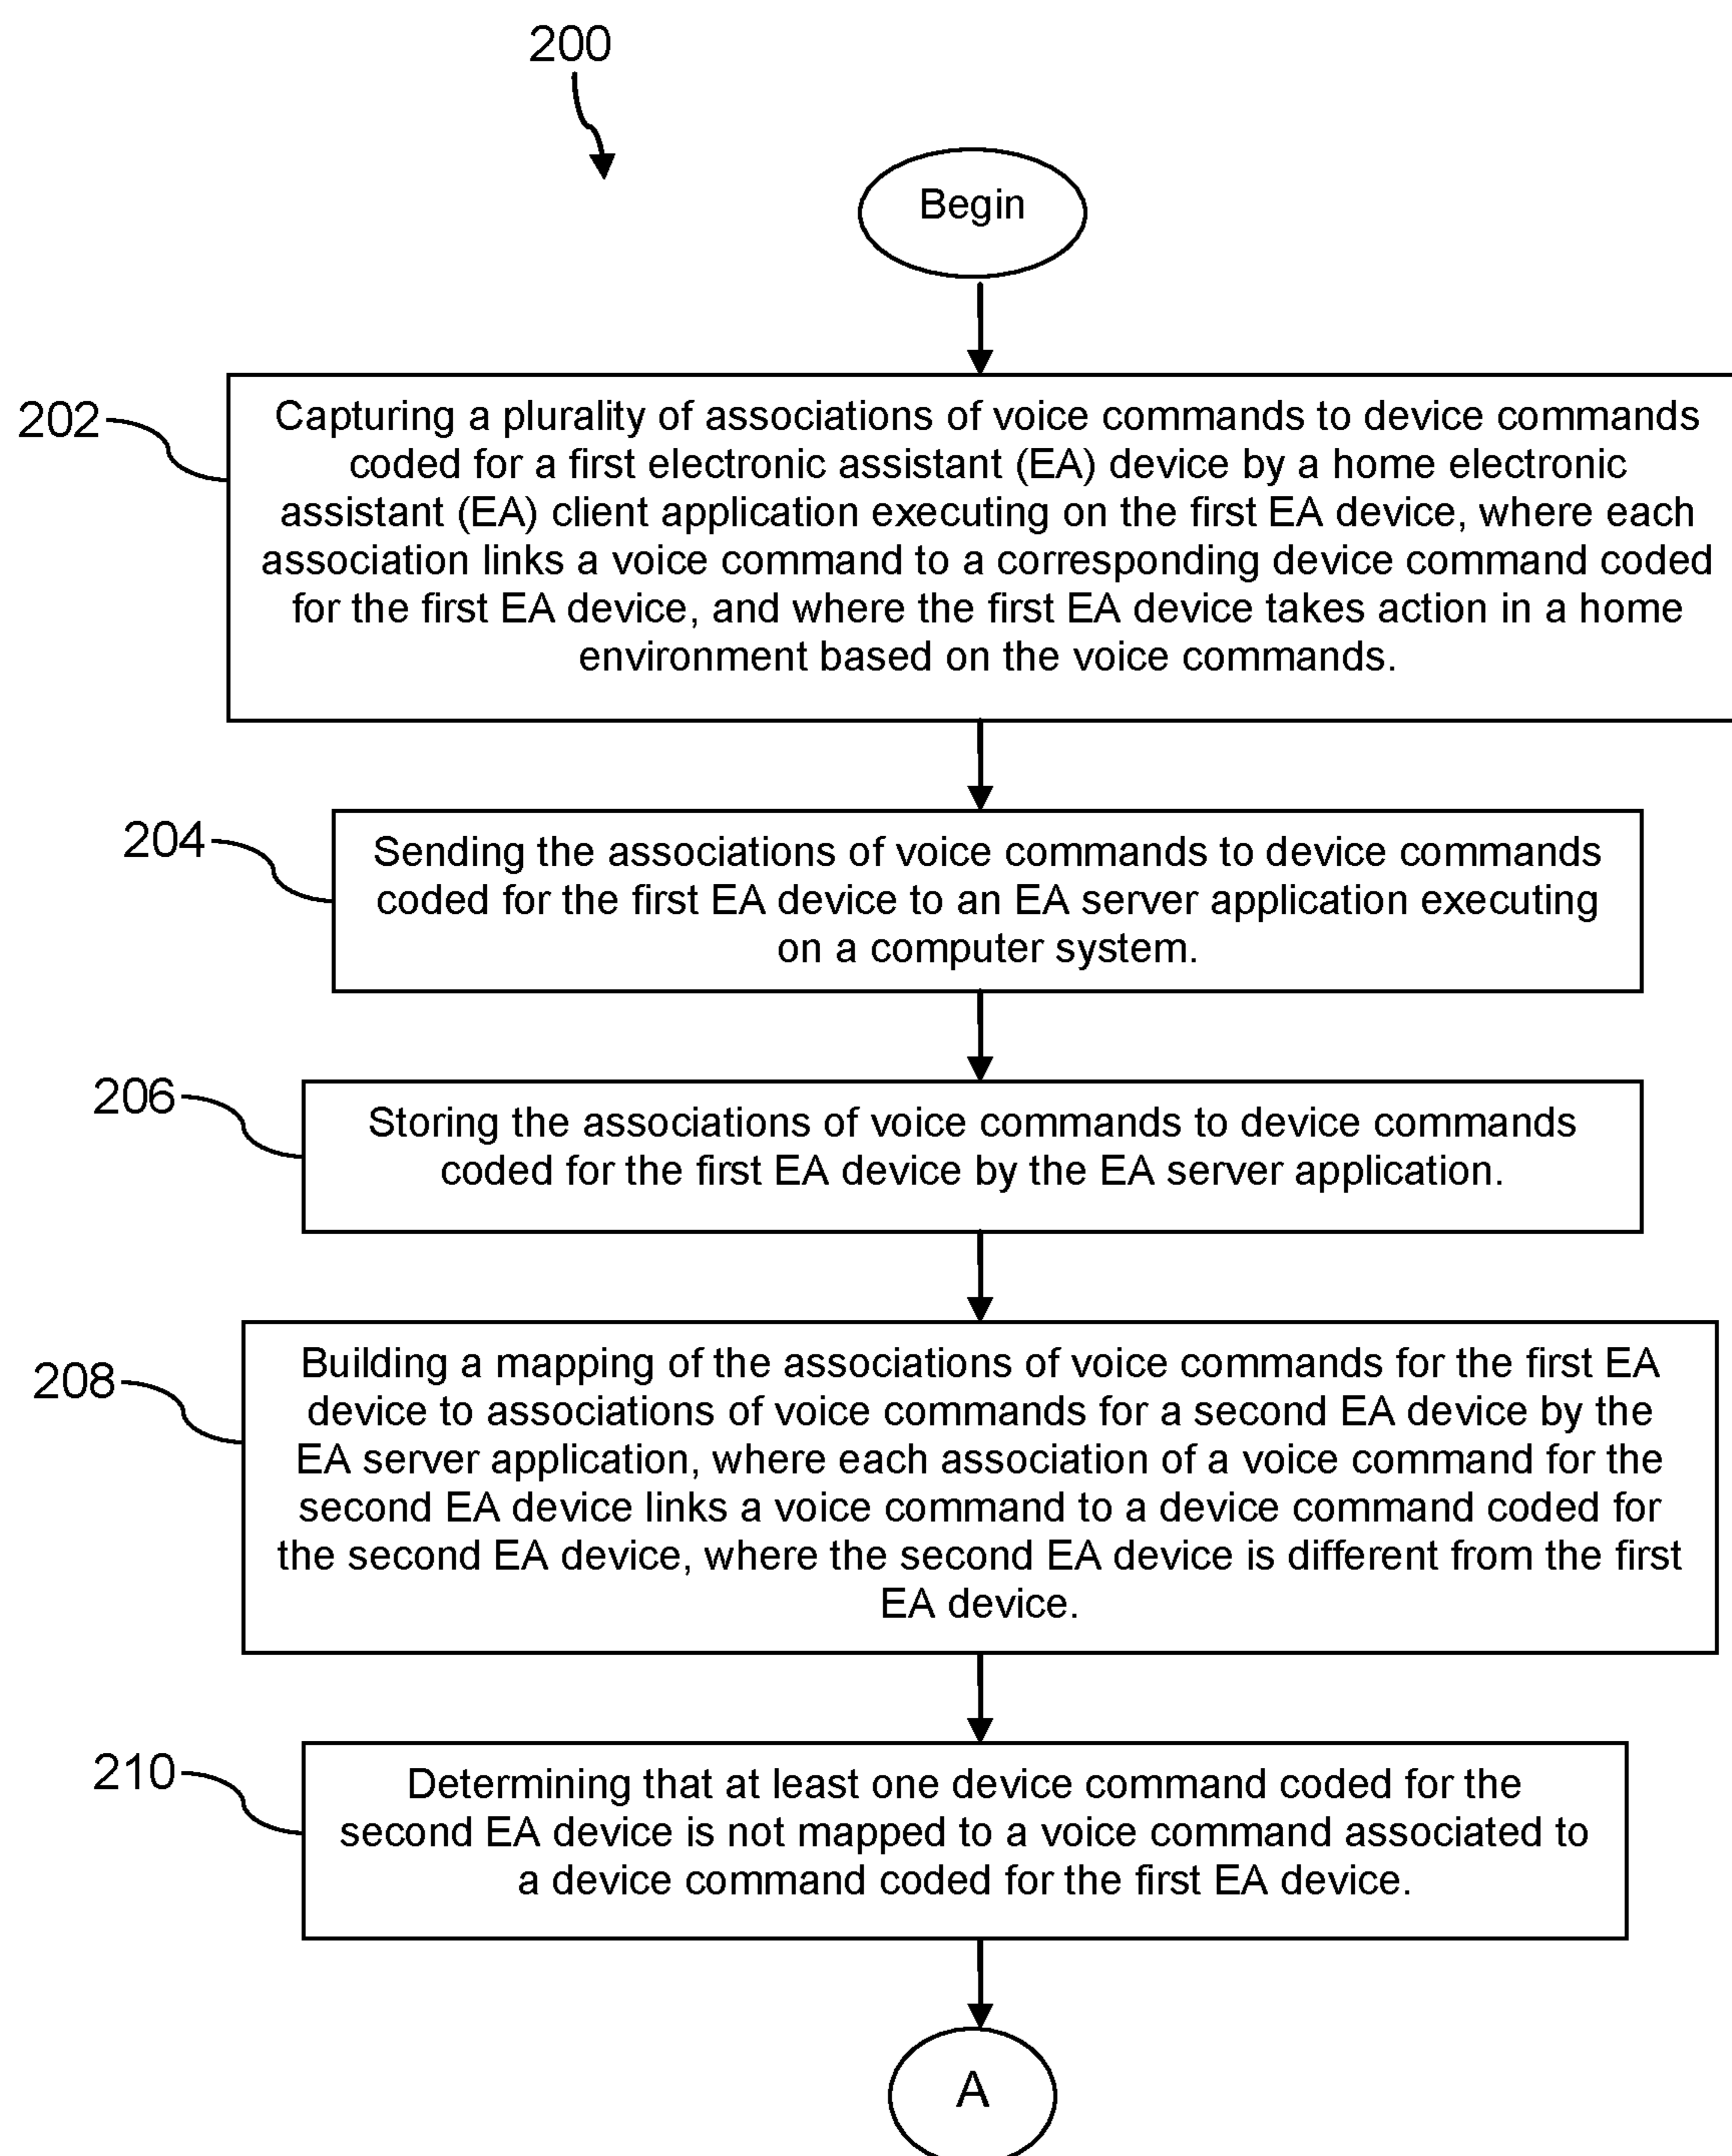 200
Begin
202
Capturing a plurality of associations of voice commands to device commands
coded for a first electronic assistant (EA) device by a home electronic
assistant (EA) client application executing on the first EA device, where each
association links a voice command to a corresponding device command coded
for the first EA device, and where the first EA device takes action in a home
environment based on the voice commands.
204
Sending the associations of voice commands to device commands
coded for the first EA device to an EA server application executing
on a computer system.
206
Storing the associations of voice commands to device commands
coded for the first EA device by the EA server application.
208
Building a mapping of the associations of voice commands for the first EA
device to associations of voice commands for a second EA device by the
EA server application, where each association of a voice command for the
second EA device links a voice command to a device command coded for
the second EA device, where the second EA device is different from the first
EA device.
210
Determining that at least one device command coded for the
second EA device is not mapped to a voice command associated to
a device command coded for the first EA device.
A